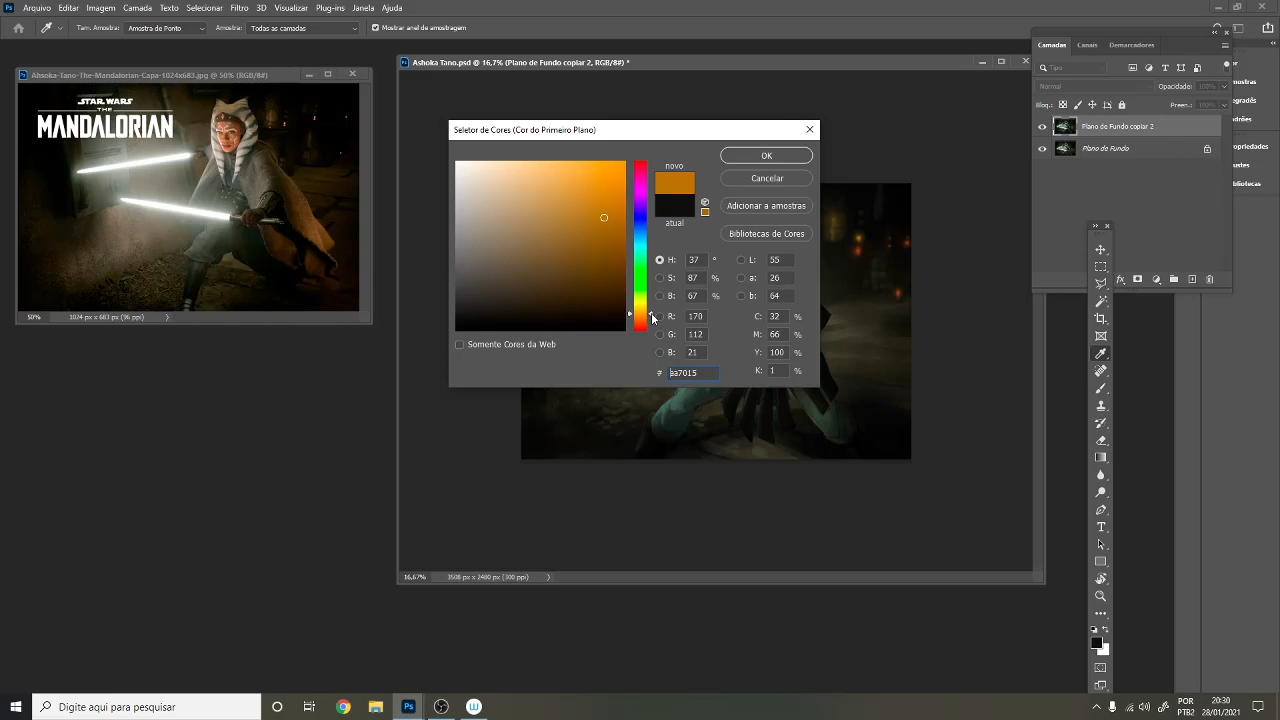 Arquivo Editar Imagem Camada Texto Selecionar Filtro 3D Visualizar Plug-ins Janela Ajuda
Tam. Amostra: Amostra de Ponto Amostra: Todas as camadas Mostrar anel de amostragem
Ahsoka-Tano-The-Mandalorian-Capa-1024x683.jpg @ 50% (RGB/8#)
STAR WARS
THE
MANDALORIAN
50% 1024 px x 683 px (96 ppi)
Ashoka Tano.psd @ 16,7% (Plano de Fundo copiar 2, RGB/8#) *
Seletor de Cores (Cor do Primeiro Plano)
novo
atual
OK
Cancelar
Adicionar a amostras
Bibliotecas de Cores
H: 37 ° L: 55
S: 87 % a: 26
B: 67 % b: 64
R: 170 C: 32 %
G: 112 M: 66 %
B: 21 Y: 100 %
# aa7015 K: 1 %
Somente Cores da Web
16,67% 3508 px x 2480 px (300 ppi)
Camadas Canais Demarcadores
Tipo
Normal Opacidade: 100%
Bloq.: Preen.: 100%
Plano de Fundo copiar 2
Plano de Fundo
Digite aqui para pesquisar
POR
PTB2
20:30
28/01/2021